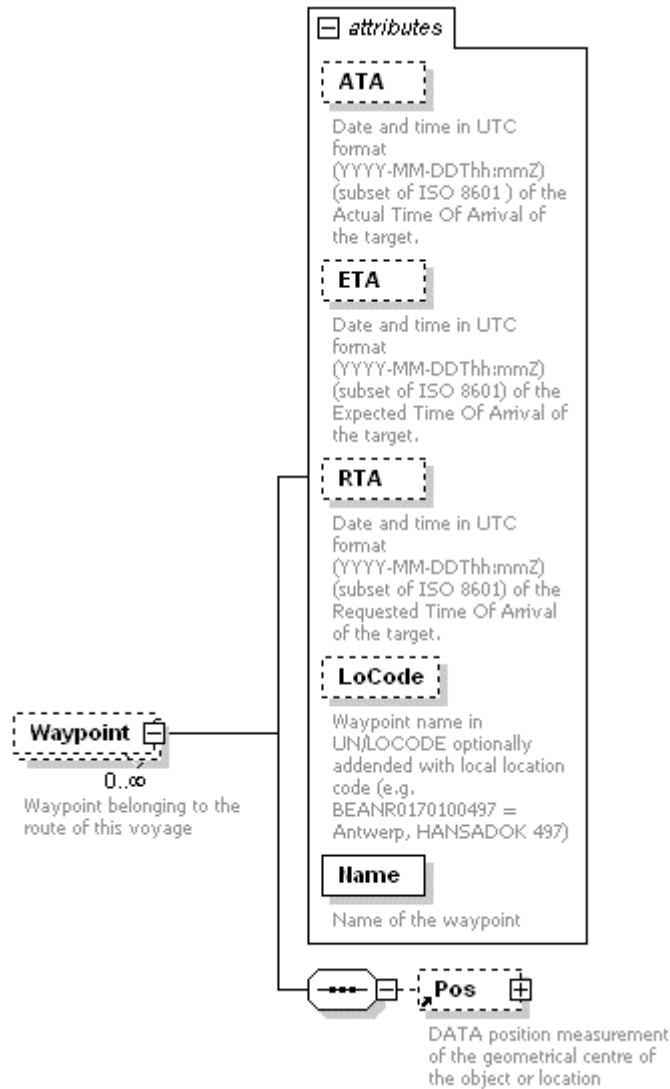 attributes
ATA
Date and time in UTC
format
(YYYY-MM-DDThh:mmZ)
(subset of ISO 8601 ) of the
Actual Time Of Arrival of
the target.
ETA
Date and time in UTC
format
(YYYY-MM-DDThh:mmZ)
(subset of ISO 8601) of the
Expected Time Of Arrival of
the target.
RTA
Date and time in UTC
format
(YYYY-MM-DDThh:mmZ)
(subset of ISO 8601) of the
Requested Time Of Arrival
of the target.
LoCode
Waypoint name in
UN/LOCODE optionally
addended with local location
code (e.g.
BEANR0170100497 =
Antwerp, HANSADOK 497)
Name
Name of the waypoint
Waypoint
0..∞
Waypoint belonging to the
route of this voyage
Pos
DATA position measurement
of the geometrical centre of
the object or location